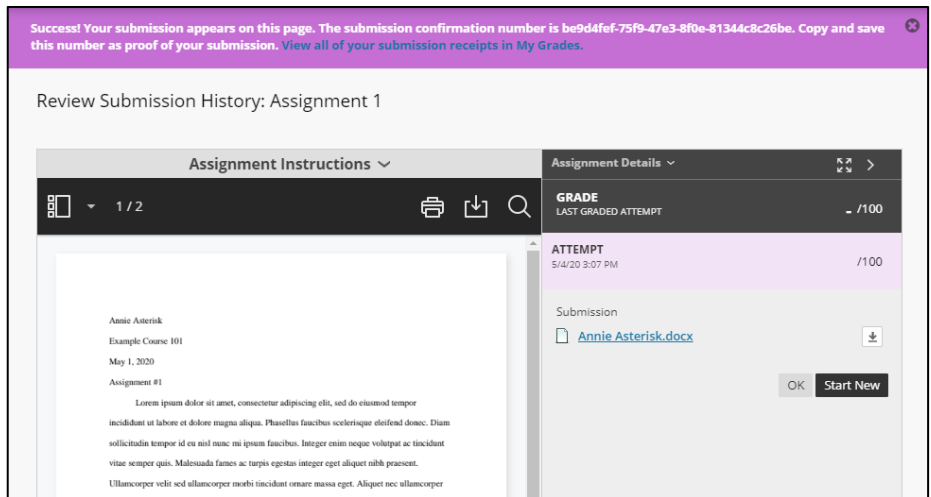 Success! Your submission appears on this page. The submission confirmation number is be9d4fef-75f9-47e3-8f0e-81344c8c26be. Copy and save
this number as proof of your submission. View all of your submission receipts in My Grades.
Review Submission History: Assignment 1
Assignment Instructions
1 / 2
Annie Asterisk
Example Course 101
May 1, 2020
Assignment #1
Lorem ipsum dolor sit amet, consectetur adipiscing elit, sed do eiusmod tempor
incididunt ut labore et dolore magna aliqua. Phasellus faucibus scelerisque eleifend donec. Diam
sollicitudin tempor id eu nisl nunc mi ipsum faucibus. Integer enim neque volutpat ac tincidunt
vitae semper quis. Malesuada fames ac turpis egestas integer eget aliquet nibh praesent.
Ullamcorper velit sed ullamcorper morbi tincidunt ornare massa eget. Aliquet nec ullamcorper
Assignment Details
GRADE
LAST GRADED ATTEMPT
- /100
ATTEMPT
5/4/20 3:07 PM
/100
Submission
Annie Asterisk.docx
OK Start New